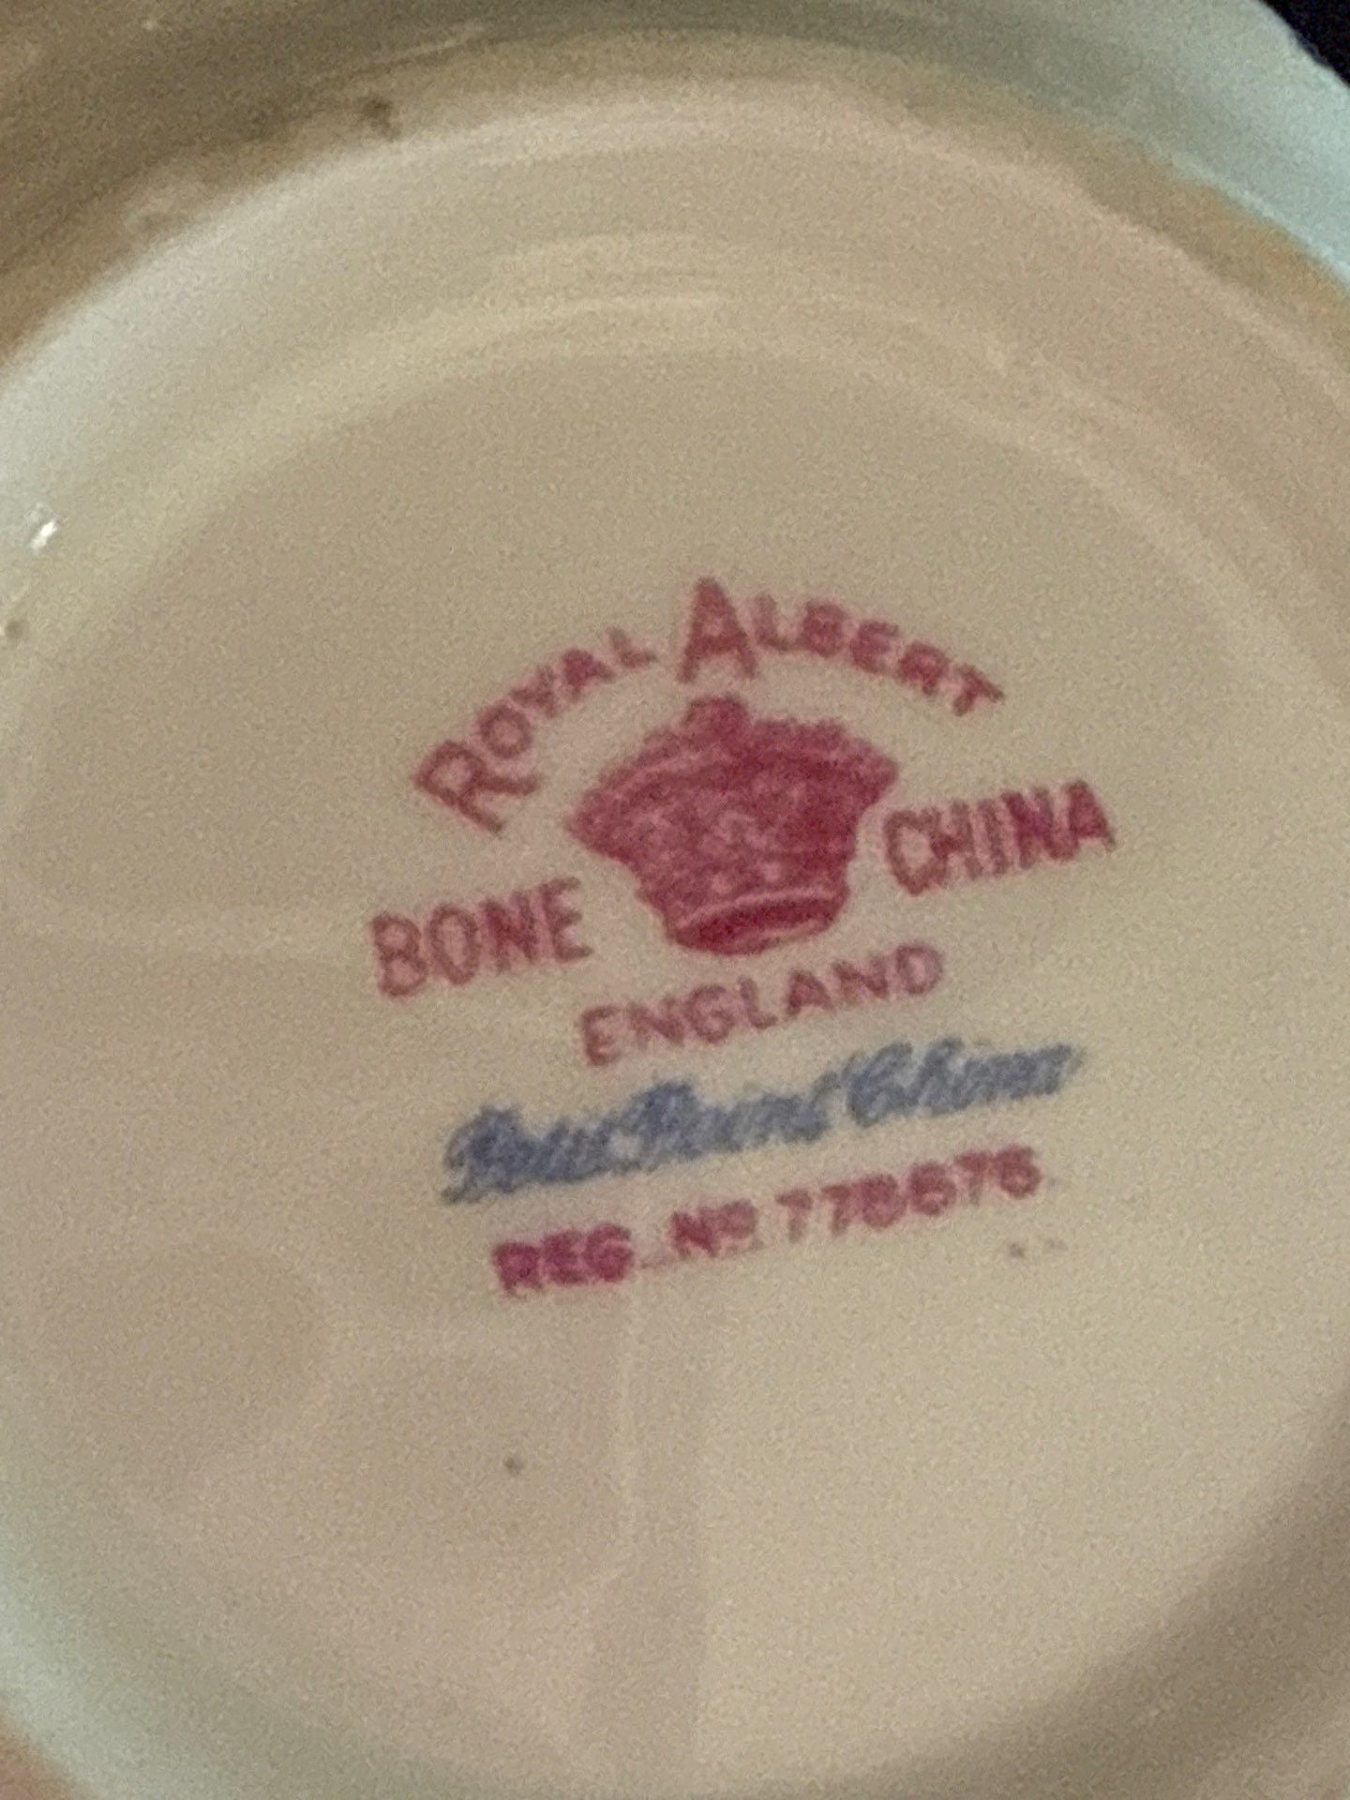 ROYAL ALBERT
BONE CHINA
ENGLAND
Petit Point China
REG Nº 778676